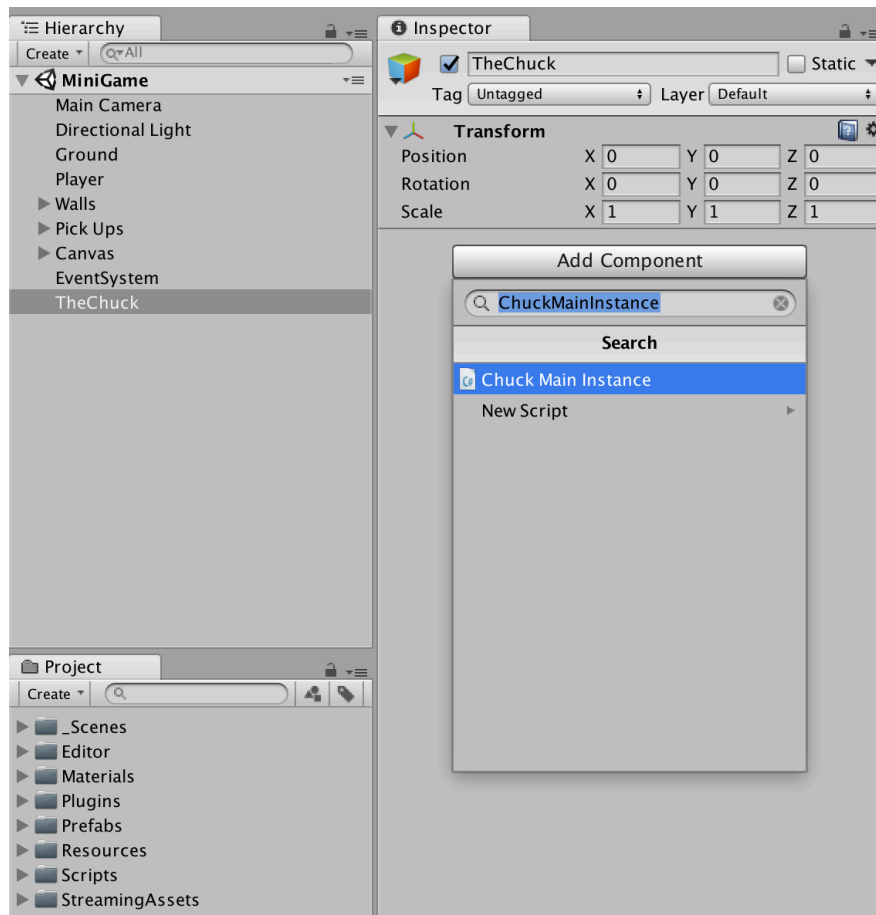 Hierarchy
Create All
MiniGame
Main Camera
Directional Light
Ground
Player
Walls
Pick Ups
Canvas
EventSystem
TheChuck
Project
Create
_Scenes
Editor
Materials
Plugins
Prefabs
Resources
Scripts
StreamingAssets
Inspector
TheChuck Static
Tag Untagged Layer Default
Transform
Position X 0 Y 0 Z 0
Rotation X 0 Y 0 Z 0
Scale X 1 Y 1 Z 1
Add Component
ChuckMainInstance
Search
C# Chuck Main Instance
New Script